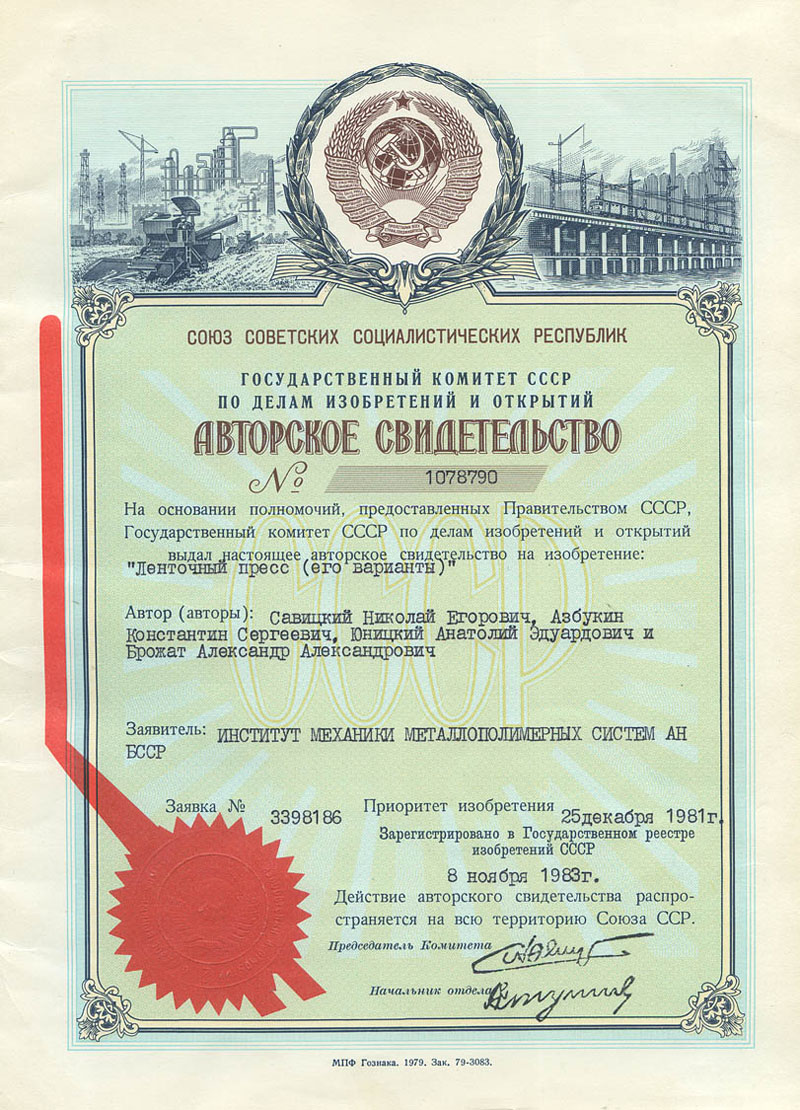 СОЮЗ СОВЕТСКИХ СОЦИАЛИСТИЧЕСКИХ РЕСПУБЛИК
ГОСУДАРСТВЕННЫЙ КОМИТЕТ СССР
ПО ДЕЛАМ ИЗОБРЕТЕНИЙ И ОТКРЫТИЙ
АВТОРСКОЕ СВИДЕТЕЛЬСТВО
№ 1078790
На основании полномочий, предоставленных Правительством СССР,
Государственный комитет СССР по делам изобретений и открытий
выдал настоящее авторское свидетельство на изобретение:
"Ленточный пресс (его варианты)"
СССР
Автор (авторы): Савицкий Николай Егорович, Азбукин
Константин Сергеевич, Юницкий Анатолий Эдуардович и
Брожат Александр Александрович
Заявитель: ИНСТИТУТ МЕХАНИКИ МЕТАЛЛОПОЛИМЕРНЫХ СИСТЕМ АН
БССР
Заявка № 3398186 Приоритет изобретения 25декабря 1981г.
Зарегистрировано в Государственном реестре
изобретений СССР
8 ноября 1983г.
Действие авторского свидетельства распро-
страняется на всю территорию Союза ССР.
Председатель Комитета
Начальник отдела
МПФ Гознака. 1979. Зак. 79-3083.